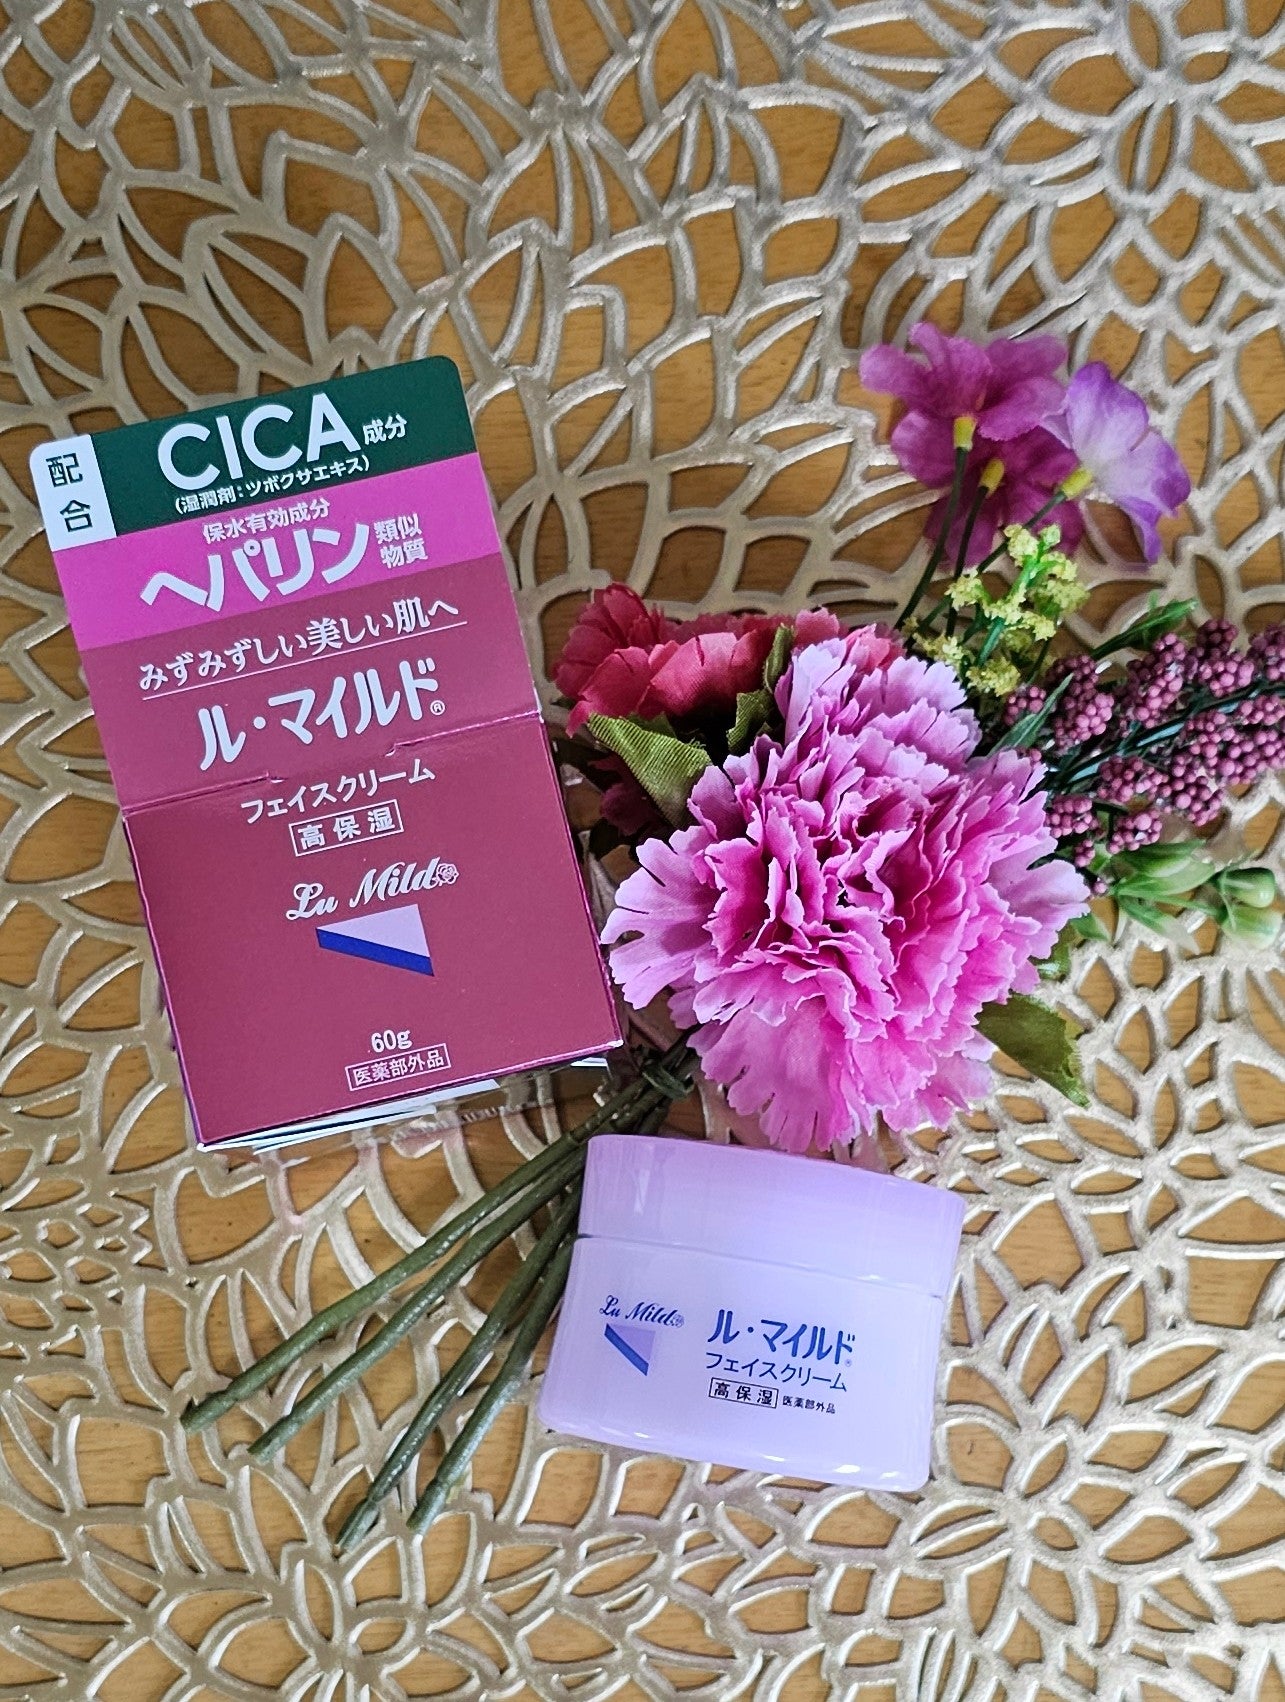 配合
CICA成分
(湿潤剤:ツボクサエキス)
保水有効成分
ヘパリン類似物質
みずみずしい美しい肌へ
ル・マイルド®
フェイスクリーム
高保湿
Lu Mild
60g
医薬部外品
Lu Mild
ル・マイルド®
フェイスクリーム
高保湿 医薬部外品